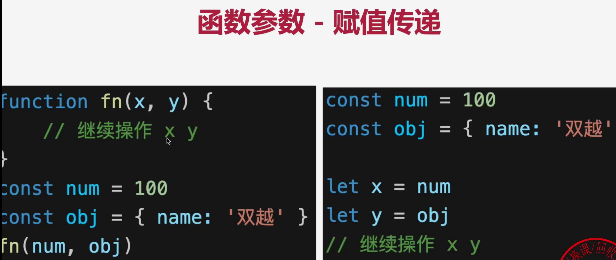 函数参数 - 赋值传递
function fn(x, y) {
// 继续操作 x y
}
const num = 100
const obj = { name: '双越' }
fn(num, obj)
const num = 100
const obj = { name: '双越'
let x = num
let y = obj
// 继续操作 x y